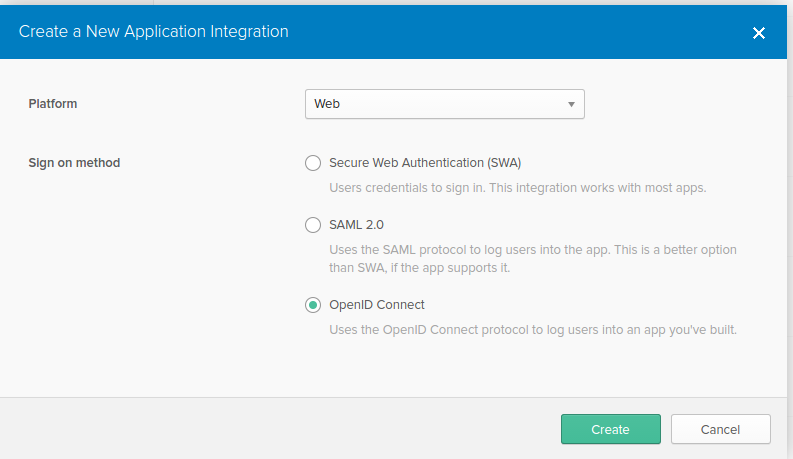 Create a New Application Integration
Platform
Web
Sign on method
Secure Web Authentication (SWA)
Users credentials to sign in. This integration works with most apps.
SAML 2.0
Uses the SAML protocol to log users into the app. This is a better option
than SWA, if the app supports it.
OpenID Connect
Uses the OpenID Connect protocol to log users into an app you've built.
Create
Cancel